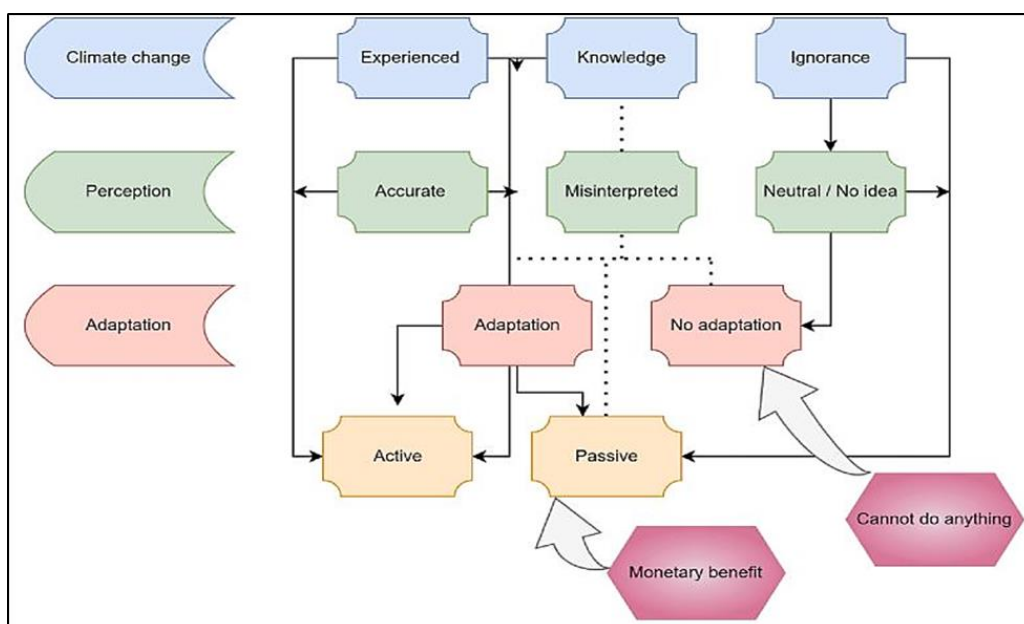 Climate change
Experienced
Knowledge
Ignorance
Perception
Accurate
Misinterpreted
Neutral / No idea
Adaptation
Adaptation
No adaptation
Active
Passive
Cannot do anything
Monetary benefit